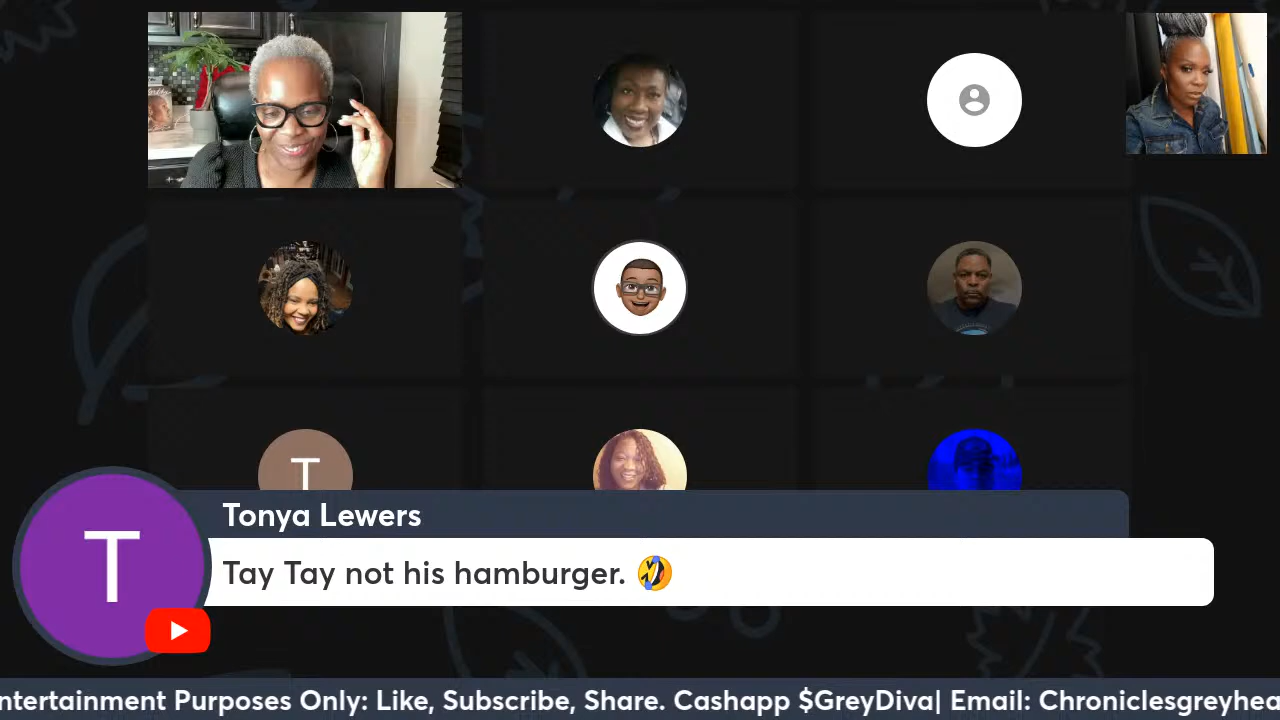 T
Tonya Lewers
T
Tay Tay not his hamburger. 🤣
ntertainment Purposes Only: Like, Subscribe, Share. Cashapp $GreyDiva| Email: Chroniclesgreyhea